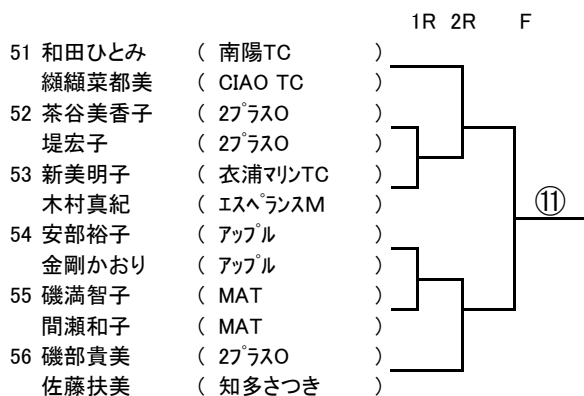 1R 2R F
51 和田ひとみ ( 南陽TC )
纐纈菜都美 ( CIAO TC )
52 茶谷美香子 ( 2ﾌﾟﾗｽO )
堤宏子 ( 2ﾌﾟﾗｽO )
53 新美明子 ( 衣浦ﾏﾘﾝTC )
木村真紀 ( ｴｽﾍﾟﾗﾝｽM )
⑪
54 安部裕子 ( ｱｯﾌﾟﾙ )
金剛かおり ( ｱｯﾌﾟﾙ )
55 磯満智子 ( MAT )
間瀬和子 ( MAT )
56 磯部貴美 ( 2ﾌﾟﾗｽO )
佐藤扶美 ( 知多さつき )